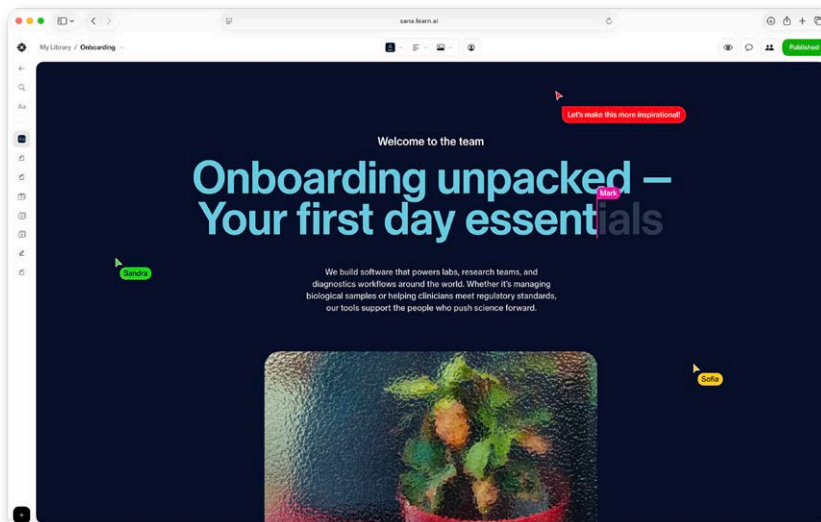 sana.learn.ai
My Library / Onboarding
Published
Aa
Let's make this more inspirational!
Welcome to the team
Onboarding unpacked –
Mark
Your first day essentials
Sandra
We build software that powers labs, research teams, and
diagnostics workflows around the world. Whether it's managing
biological samples or helping clinicians meet regulatory standards,
our tools support the people who push science forward.
Sofia